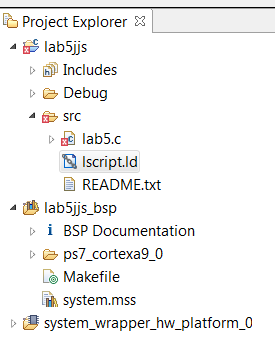 Project Explorer
lab5jjs
Includes
Debug
src
lab5.c
lscript.ld
README.txt
lab5jjs_bsp
BSP Documentation
ps7_cortexa9_0
Makefile
system.mss
system_wrapper_hw_platform_0